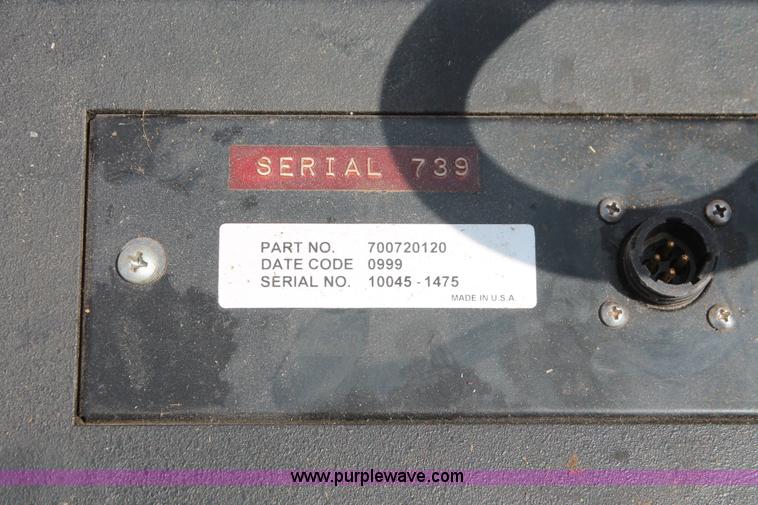 SERIAL 739
PART NO. 700720120
DATE CODE 0999
SERIAL NO. 10045 - 1475
MADE IN U.S.A.
www.purplewave.com